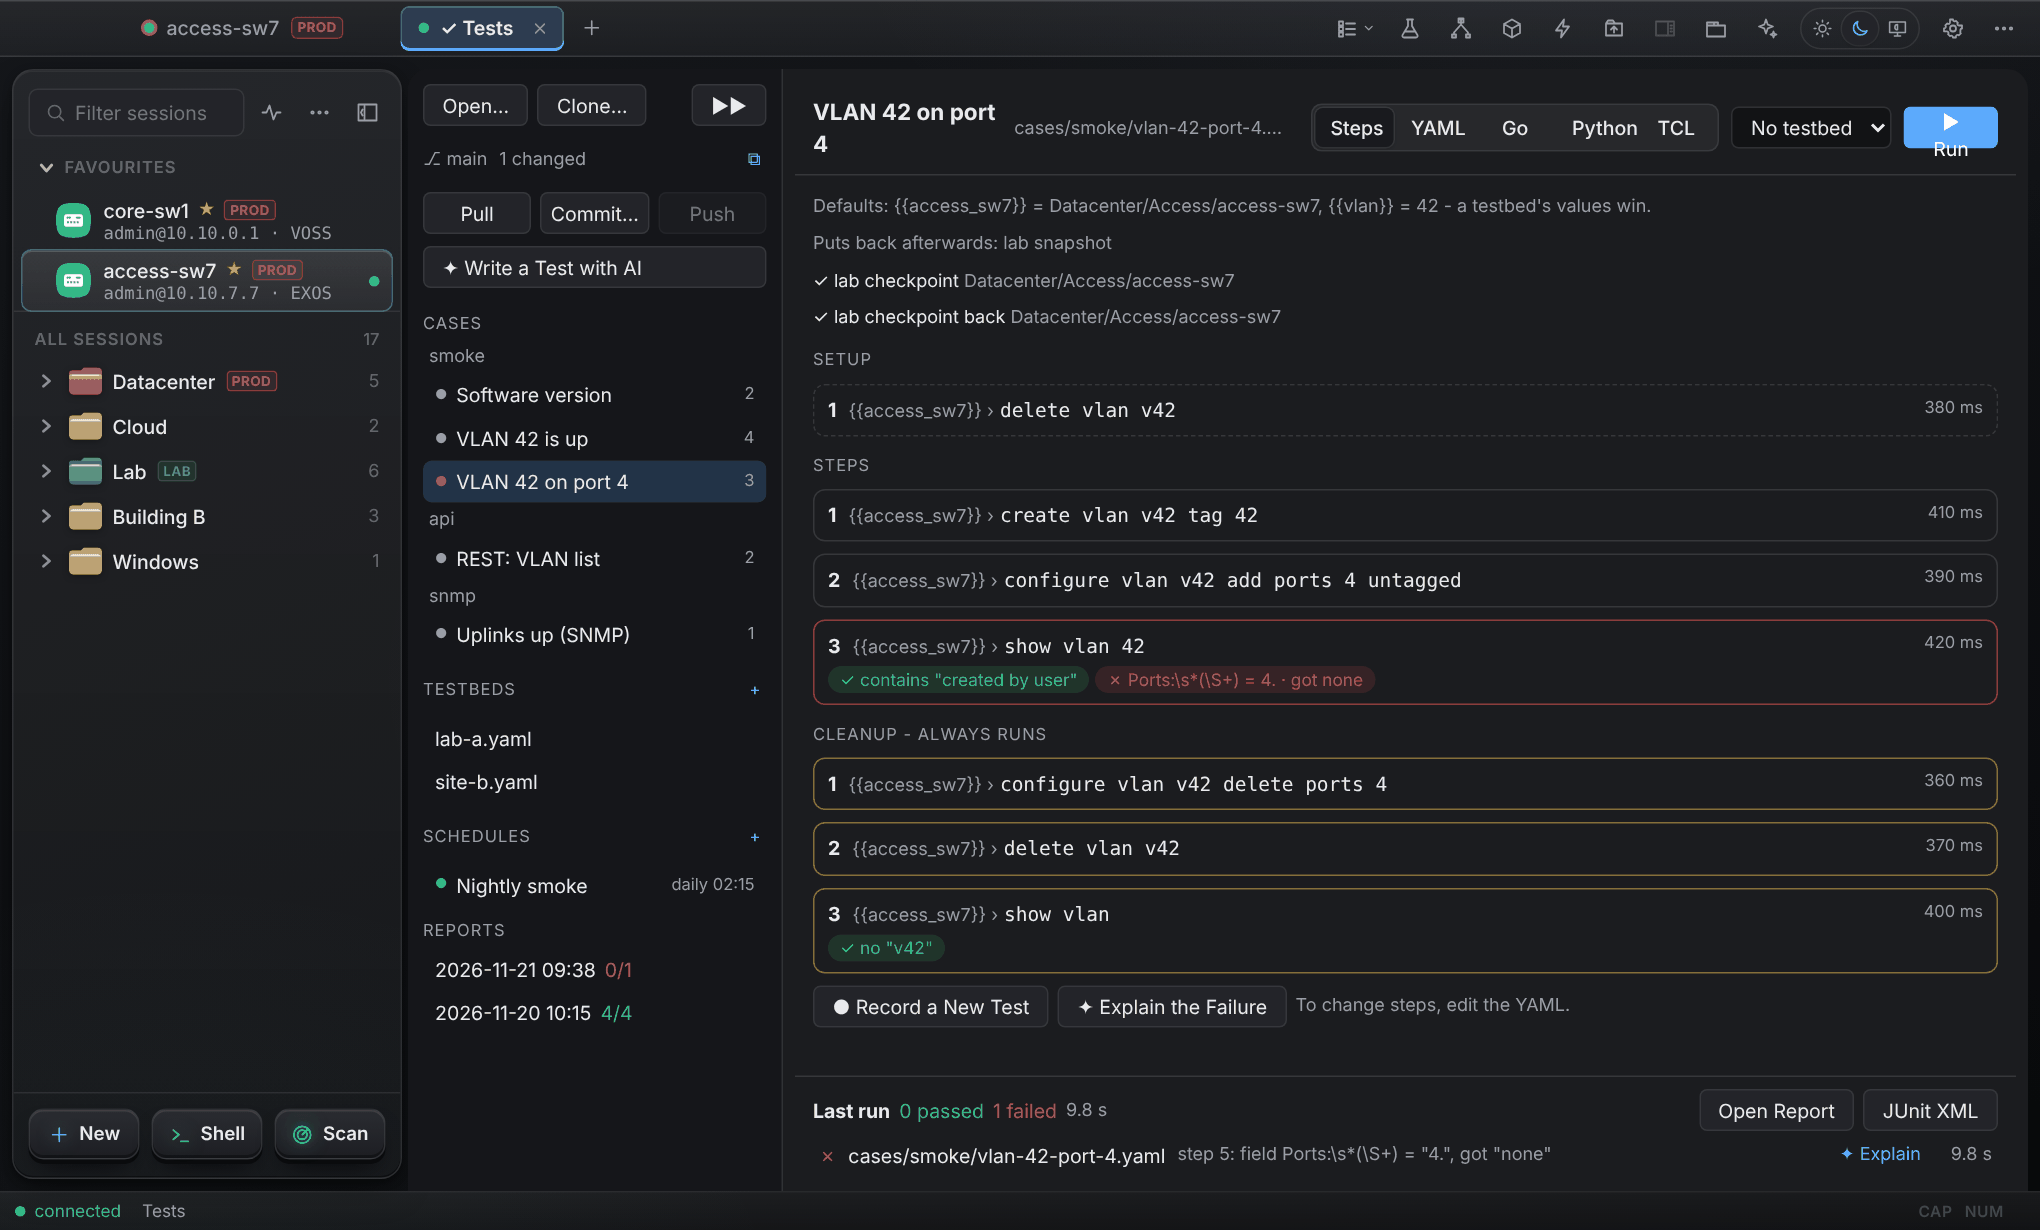 access-sw7 PROD
✓ Tests ×
Filter sessions
FAVOURITES
core-sw1 ★ PROD
admin@10.10.0.1 · VOSS
access-sw7 ★ PROD
admin@10.10.7.7 · EXOS
ALL SESSIONS 17
Datacenter PROD 5
Cloud 2
Lab LAB 6
Building B 3
Windows 1
+ New
>_ Shell
Scan
Open...
Clone...
main 1 changed
Pull
Commit...
Push
✦ Write a Test with AI
CASES
smoke
Software version 2
VLAN 42 is up 4
VLAN 42 on port 4 3
api
REST: VLAN list 2
snmp
Uplinks up (SNMP) 1
TESTBEDS +
lab-a.yaml
site-b.yaml
SCHEDULES +
Nightly smoke daily 02:15
REPORTS
2026-11-21 09:38 0/1
2026-11-20 10:15 4/4
VLAN 42 on port
4
cases/smoke/vlan-42-port-4....
Steps YAML Go Python TCL
No testbed
Run
Defaults: {{access_sw7}} = Datacenter/Access/access-sw7, {{vlan}} = 42 - a testbed's values win.
Puts back afterwards: lab snapshot
✓ lab checkpoint Datacenter/Access/access-sw7
✓ lab checkpoint back Datacenter/Access/access-sw7
SETUP
1 {{access_sw7}} › delete vlan v42 380 ms
STEPS
1 {{access_sw7}} › create vlan v42 tag 42 410 ms
2 {{access_sw7}} › configure vlan v42 add ports 4 untagged 390 ms
3 {{access_sw7}} › show vlan 42 420 ms
✓ contains "created by user" × Ports:\s*(\S+) = 4. · got none
CLEANUP - ALWAYS RUNS
1 {{access_sw7}} › configure vlan v42 delete ports 4 360 ms
2 {{access_sw7}} › delete vlan v42 370 ms
3 {{access_sw7}} › show vlan 400 ms
✓ no "v42"
Record a New Test
✦ Explain the Failure
To change steps, edit the YAML.
Last run 0 passed 1 failed 9.8 s
Open Report
JUnit XML
× cases/smoke/vlan-42-port-4.yaml step 5: field Ports:\s*(\S+) = "4.", got "none" ✦ Explain 9.8 s
connected Tests
CAP NUM